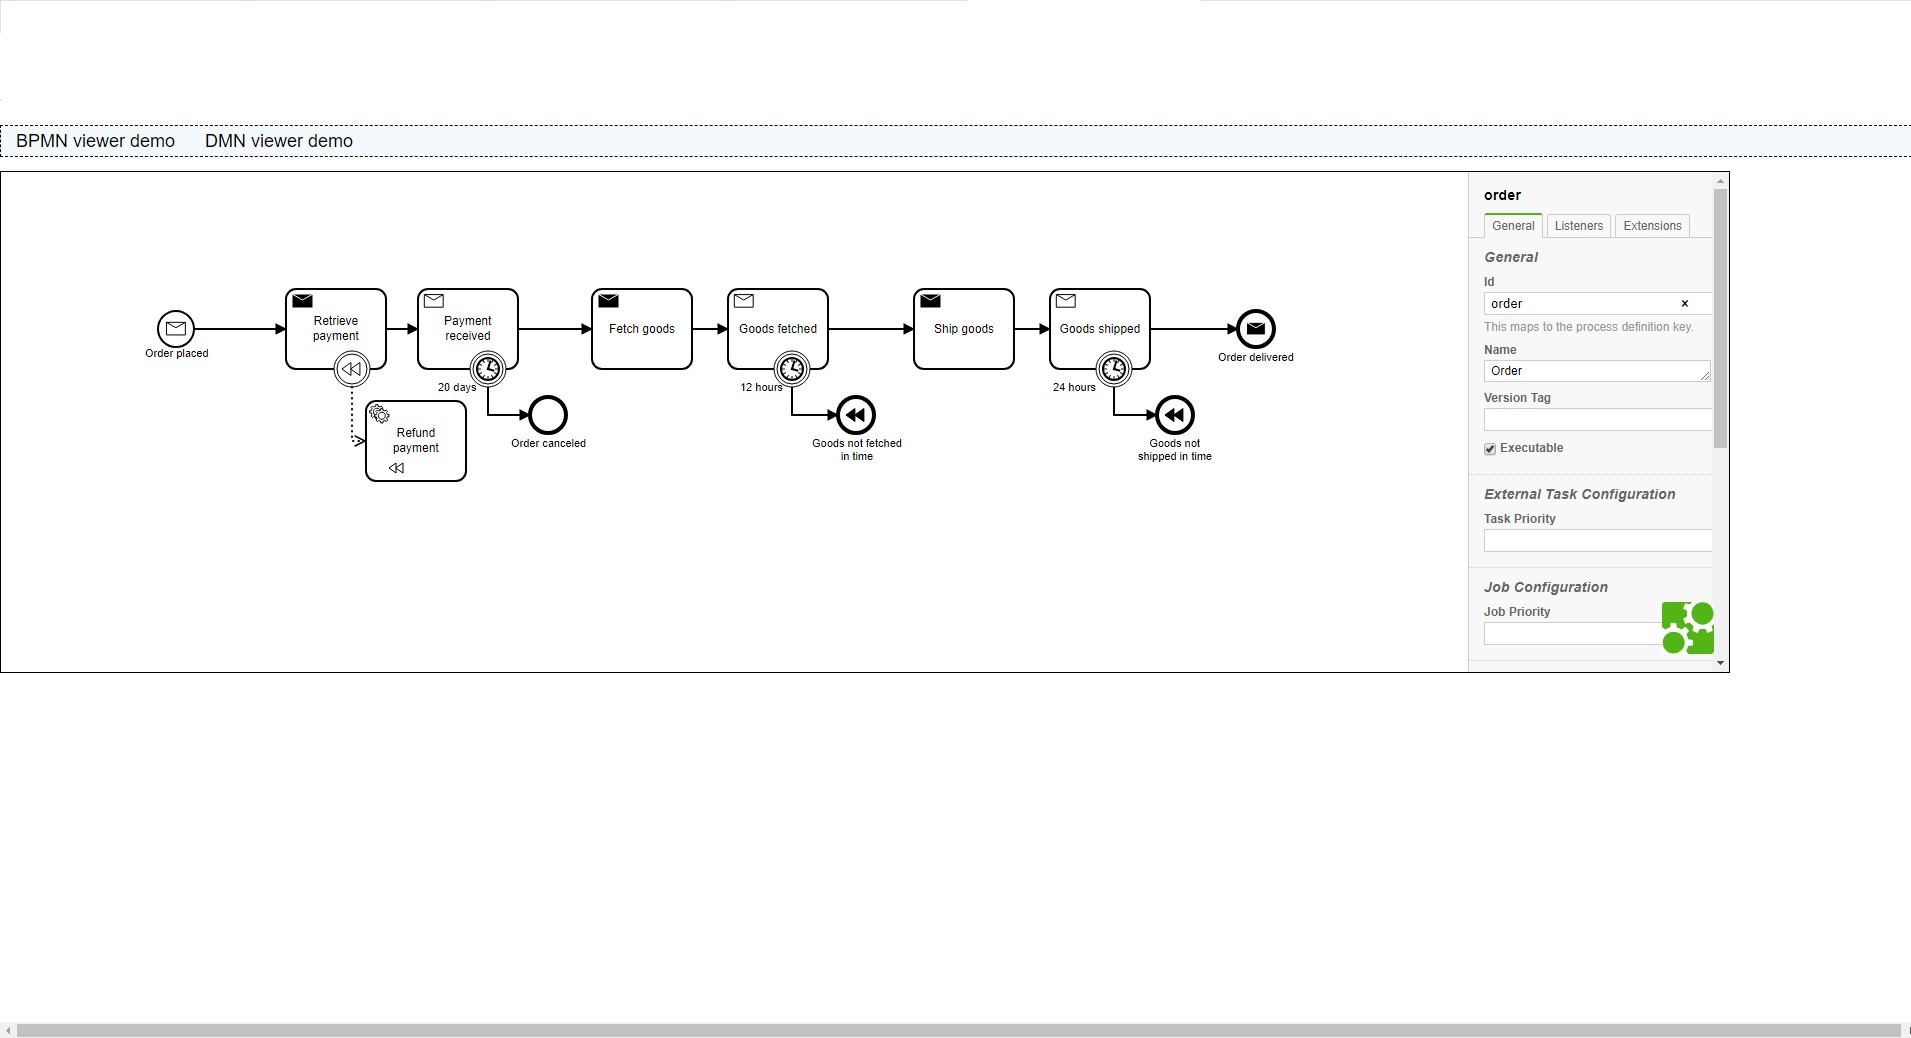 BPMN viewer demo
DMN viewer demo
Order placed
Retrieve
payment
Payment
received
Fetch goods
Goods fetched
Ship goods
Goods shipped
Order delivered
20 days
12 hours
24 hours
Refund
payment
Order canceled
Goods not fetched
in time
Goods not
shipped in time
order
General
Listeners
Extensions
General
Id
order
This maps to the process definition key.
Name
Order
Version Tag
Executable
External Task Configuration
Task Priority
Job Configuration
Job Priority